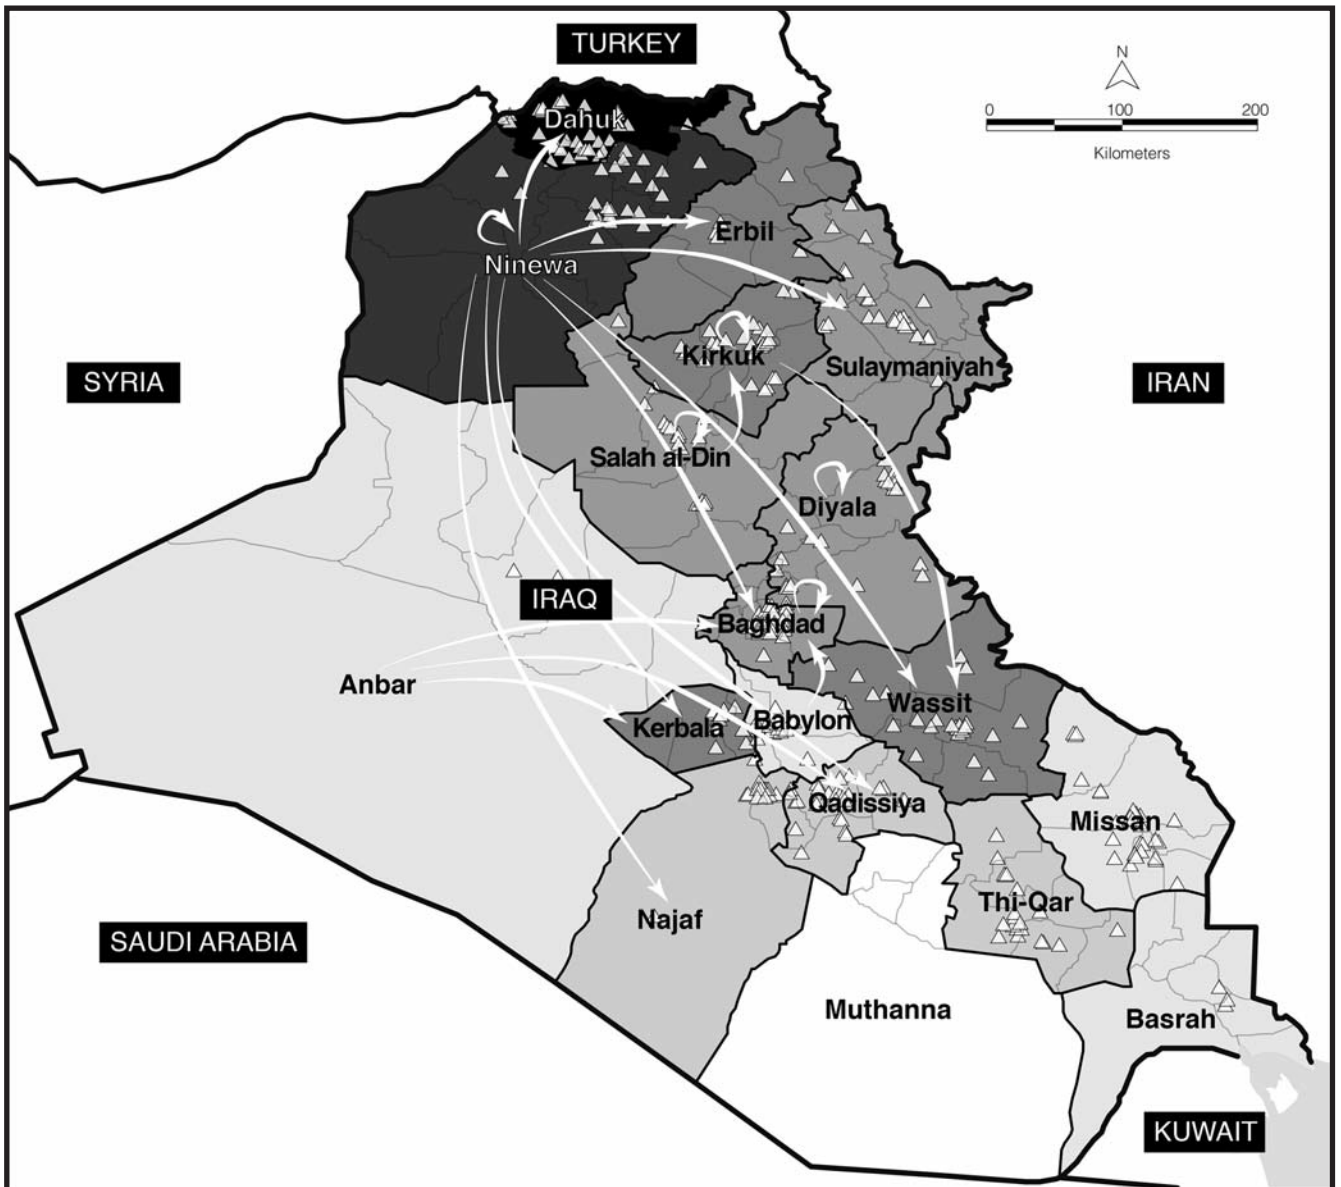 TURKEY
N
0 100 200
Kilometers
Dahuk
Erbil
Ninewa
Kirkuk
Sulaymaniyah
SYRIA
IRAN
Salah al-Din
Diyala
IRAQ
Baghdad
Anbar
Wassit
Kerbala
Babylon
Qadissiya
Missan
Thi-Qar
Najaf
SAUDI ARABIA
Muthanna
Basrah
KUWAIT